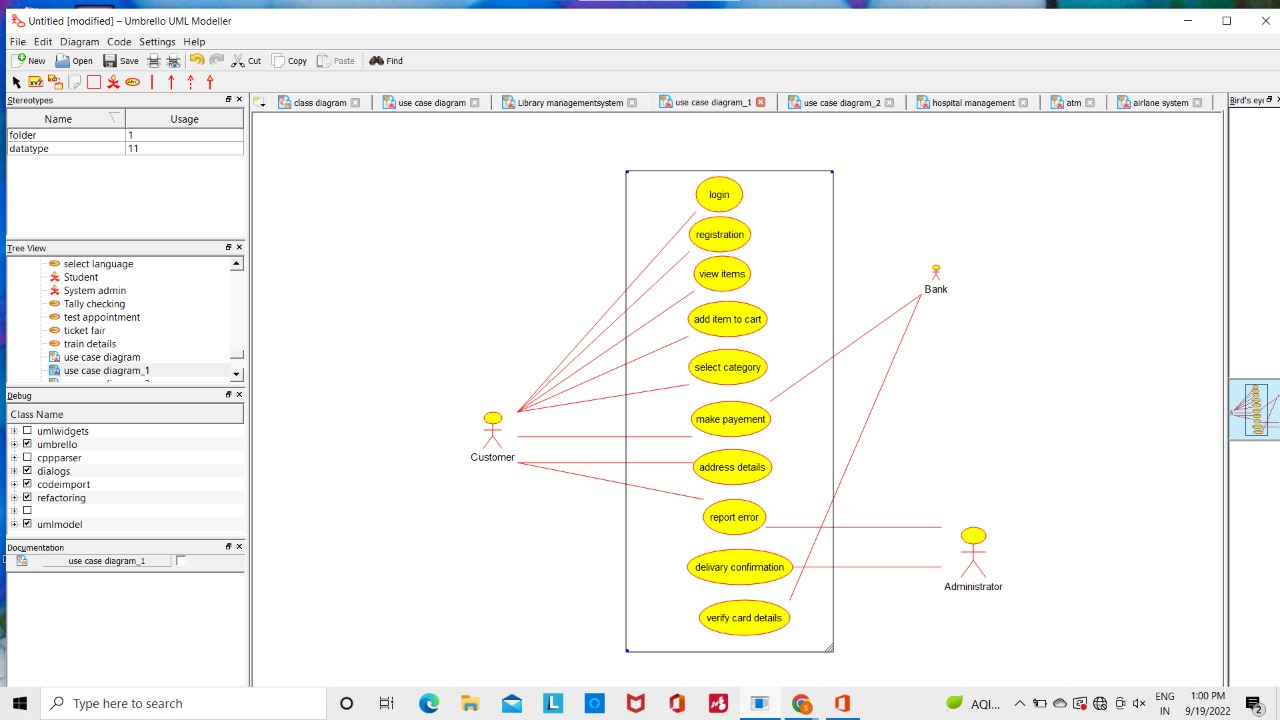 Untitled [modified] – Umbrello UML Modeller
File Edit Diagram Code Settings Help
New Open Save Cut Copy Paste Find
Stereotypes
Name Usage
folder 1
datatype 11
Tree View
select language
Student
System admin
Tally checking
test appointment
ticket fair
train details
use case diagram
use case diagram_1
Debug
Class Name
umlwidgets
umbrello
cppparser
dialogs
codeimport
refactoring
umlmodel
Documentation
use case diagram_1
class diagram use case diagram Library managementsystem use case diagram_1 use case diagram_2 hospital management atm airlane system
Bird's ey
login
registration
view items
add item to cart
select category
make payement
address details
report error
delivary confirmation
verify card details
Customer
Bank
Administrator
Type here to search
AQI...
ENG
IN
1:00 PM
9/19/2022
2